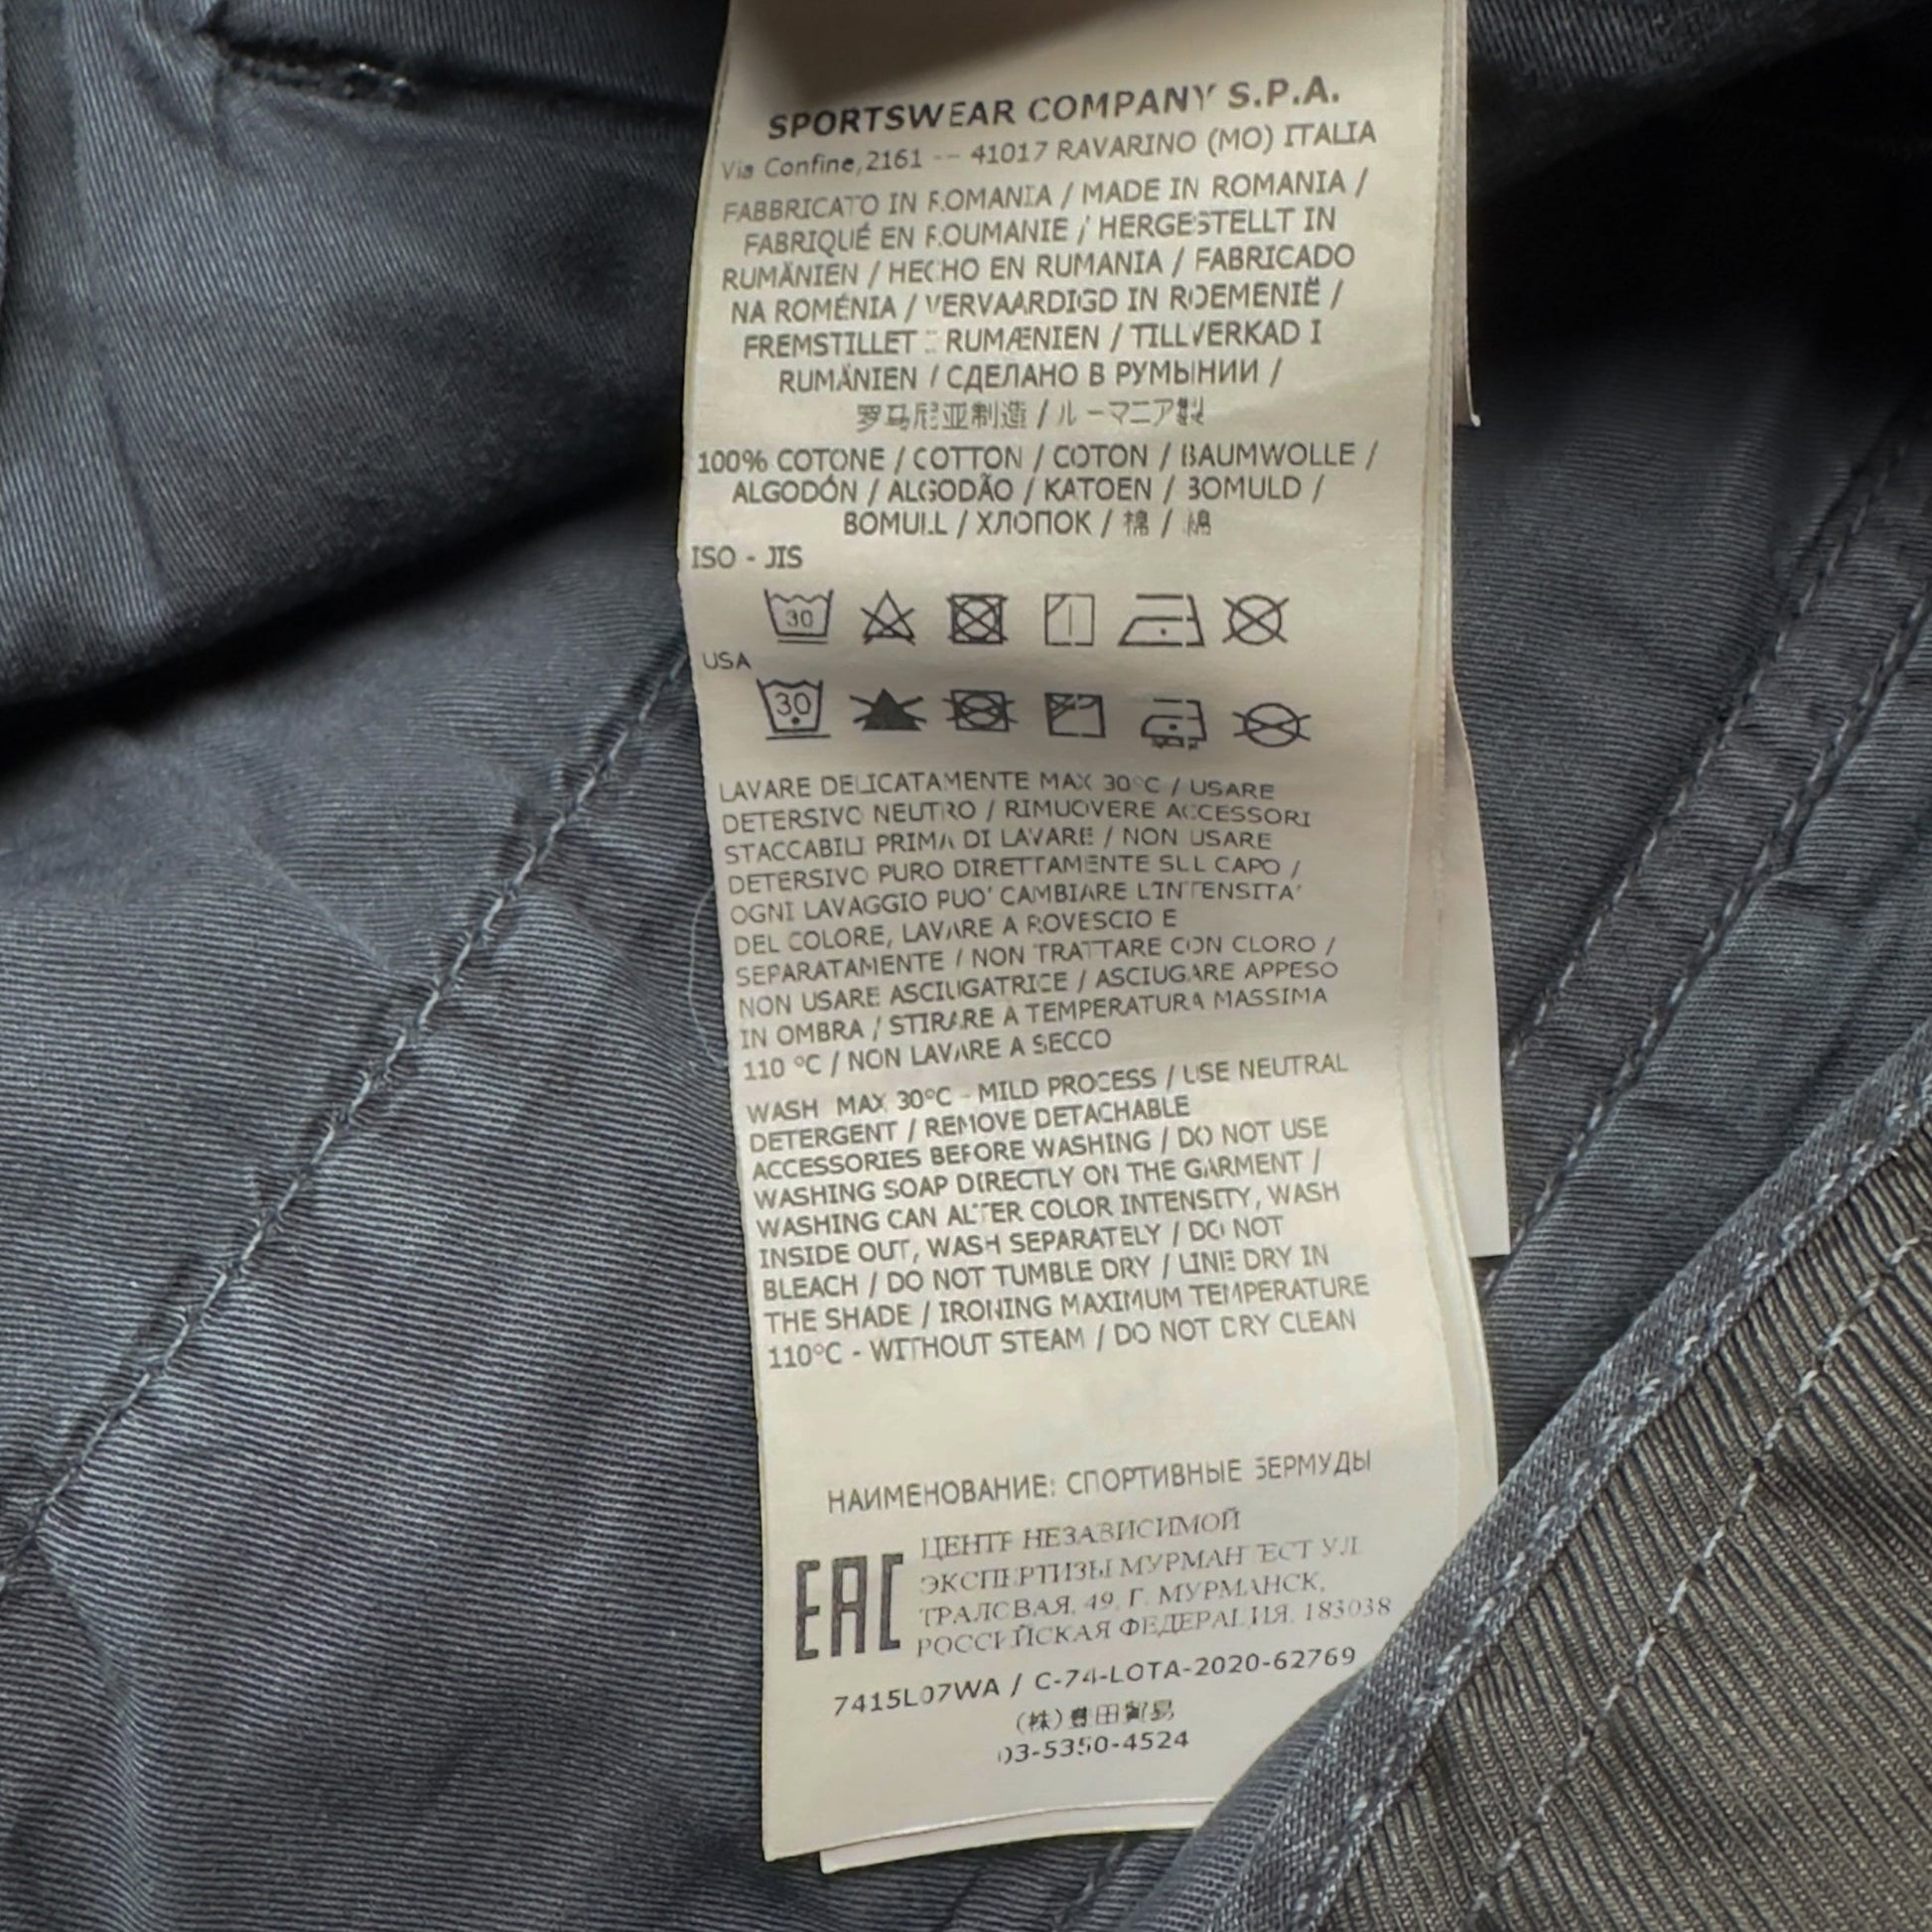 SPORTSWEAR COMPANY S.P.A.
Via Confine,2161 -- 41017 RAVARINO (MO) ITALIA
FABBRICATO IN ROMANIA / MADE IN ROMANIA /
FABRIQUÉ EN ROUMANIE / HERGESTELLT IN
RUMÄNIEN / HECHO EN RUMANIA / FABRICADO
NA ROMÉNIA / VERVAARDIGD IN ROEMENIË /
FREMSTILLET I RUMÆNIEN / TILLVERKAD I
RUMÄNIEN / СДЕЛАНО В РУМЫНИИ /
罗马尼亚制造 / ルーマニア製
100% COTONE / COTTON / COTON / BAUMWOLLE /
ALGODÓN / ALGODÃO / KATOEN / BOMULD /
BOMULL / ХЛОПОК / 棉 / 綿
ISO - JIS
30
USA
30
LAVARE DELICATAMENTE MAX 30°C / USARE
DETERSIVO NEUTRO / RIMUOVERE ACCESSORI
STACCABILI PRIMA DI LAVARE / NON USARE
DETERSIVO PURO DIRETTAMENTE SUL CAPO /
OGNI LAVAGGIO PUO' CAMBIARE L'INTENSITA'
DEL COLORE, LAVARE A ROVESCIO E
SEPARATAMENTE / NON TRATTARE CON CLORO /
NON USARE ASCIUGATRICE / ASCIUGARE APPESO
IN OMBRA / STIRARE A TEMPERATURA MASSIMA
110 °C / NON LAVARE A SECCO
WASH MAX 30°C - MILD PROCESS / USE NEUTRAL
DETERGENT / REMOVE DETACHABLE
ACCESSORIES BEFORE WASHING / DO NOT USE
WASHING SOAP DIRECTLY ON THE GARMENT /
WASHING CAN ALTER COLOR INTENSITY, WASH
INSIDE OUT, WASH SEPARATELY / DO NOT
BLEACH / DO NOT TUMBLE DRY / LINE DRY IN
THE SHADE / IRONING MAXIMUM TEMPERATURE
110°C - WITHOUT STEAM / DO NOT DRY CLEAN
НАИМЕНОВАНИЕ: СПОРТИВНЫЕ БЕРМУДЫ
EAC
ЦЕНТР НЕЗАВИСИМОЙ
ЭКСПЕРТИЗЫ МУРМАНТЕСТ УЛ.
ТРАЛОВАЯ, 49, Г. МУРМАНСК,
РОССИЙСКАЯ ФЕДЕРАЦИЯ, 183038
7415L07WA / C-74-LOTA-2020-62769
(株)豊田貿易
03-5350-4524